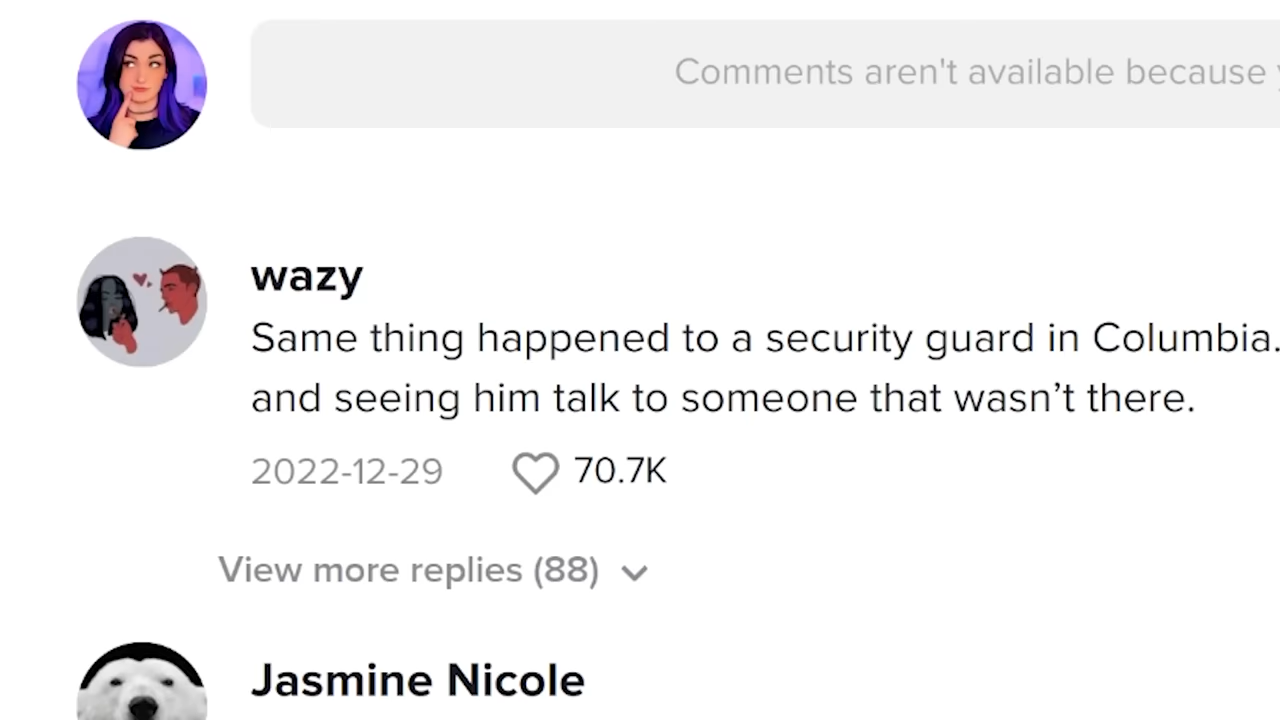 Comments aren't available because
wazy
Same thing happened to a security guard in Columbia.
and seeing him talk to someone that wasn’t there.
2022-12-29
70.7K
View more replies (88)
Jasmine Nicole